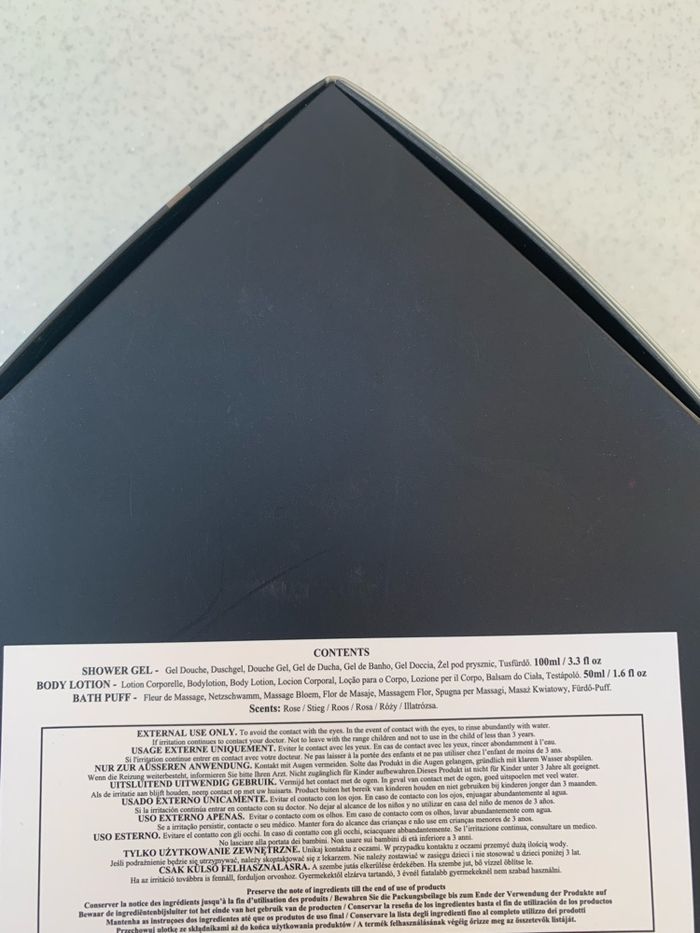 CONTENTS
SHOWER GEL - Gel Douche, Duschgel, Douche Gel, Gel de Ducha, Gel de Banho, Gel Doccia, Żel pod prysznic, Tusfürdő. 100ml / 3.3 fl oz
BODY LOTION - Lotion Corporelle, Bodylotion, Body Lotion, Locion Corporal, Loção para o Corpo, Lozione per il Corpo, Balsam do Ciala, Testápoló. 50ml / 1.6 fl oz
BATH PUFF - Fleur de Massage, Netzschwamm, Massage Bloem, Flor de Masaje, Massagem Flor, Spugna per Massagi, Masaż Kwiatowy, Fürdő-Puff.
Scents: Rose / Stieg / Roos / Rosa / Róży / Illatrózsa.
EXTERNAL USE ONLY. To avoid the contact with the eyes. In the event of contact with the eyes, to rinse abundantly with water.
If irritation continues to contact your doctor. Not to leave with the range children and not to use in the child of less than 3 years.
USAGE EXTERNE UNIQUEMENT. Eviter le contact avec les yeux. En cas de contact avec les yeux, rincer abondamment à l'eau.
Si l'irritation continue entrer en contact avec votre docteur. Ne pas laisser à la portée des enfants et ne pas utiliser chez l'enfant de moins de 3 ans.
NUR ZUR AUSSEREN ANWENDUNG. Kontakt mit Augen vermeiden. Solte das Produkt in die Augen gelangen, gründlich mit klarem Wasser abspülen.
Wenn die Reizung weiterbesteht, informieren Sie bitte Ihren Arzt. Nicht zugänglich für Kinder aufbewahren.Dieses Produkt ist nicht für Kinder unter 3 Jahre alt geeignet.
UITSLUITEND UITWENDIG GEBRUIK. Vermijd het contact met de ogen. In geval van contact met de ogen, goed uitspoelen met veel water.
Als de irritatie aan blijft houden, neem contact op met uw huisarts. Product buiten het bereik van kinderen houden en niet gebruiken bij kinderen jonger dan 3 maanden.
USADO EXTERNO ÚNICAMENTE. Evitar el contacto con los ojos. En caso de contacto con los ojos, enjuagar abundantemente al agua.
Si la irritación continúa entrar en contacto con su doctor. No dejar al alcance de los niños y no utilizar en casa del niño de menos de 3 años.
USO EXTERNO APENAS. Evitar o contacto com os olhos. Em caso de contacto com os olhos, lavar abundantemente com agua.
Se a irritação persistir, contacto o seu médico. Manter fora do alcance das crianças e não use em crianças menores de 3 anos.
USO ESTERNO. Evitare el contatto con gli occhi. In caso di contatto con gli occhi, sciacquare abbandantemente. Se l'irritazione continua, consultare un medico.
No lasciare alla portata dei bambini. Non usare sui bambini di età inferiore a 3 anni.
TYLKO UŻYTKOWANIE ZEWNĘTRZNE. Unikaj kontaktu z oczami. W przypadku kontaktu z oczami przemyć dużą ilością wody.
Jeśli podrażnienie będzie się utrzymywać, należy skontaktować się z lekarzem. Nie należy zostawiać w zasięgu dzieci i nie stosować u dzieci poniżej 3 lat.
CSAK KÜLSŐ FELHASZNÁLÁSRA. A szembe jutás elkerülése érdekében. Ha szembe jut, bő vízzel öblítse le.
Ha az irritáció továbbra is fennáll, forduljon orvoshoz. Gyermekektől elzárva tartandó, 3 évnél fiatalabb gyermekeknél nem szabad használni.
Preserve the note of ingredients till the end of use of products
Conserver la notice des ingrédients jusqu'à la fin d'utilisation des produits / Bewahren Sie die Packungsbeilage bis zum Ende der Verwendung der Produkte auf
Bewaar de ingrediëntenbijsluiter tot het einde van het gebruik van de producten / Conservar la reseña de los ingredientes hasta el fin de utilización de los productos
Mantenha as instruçoes dos ingredientes até que os produtos de uso final / Conservare la lista degli ingredienti fino al completo utilizzo dei prodotti
Przechowuj ulotkę ze składnikami aż do końca użytkowania produktów / A termék felhasználásának végéig őrizze meg az összetevők listáját.